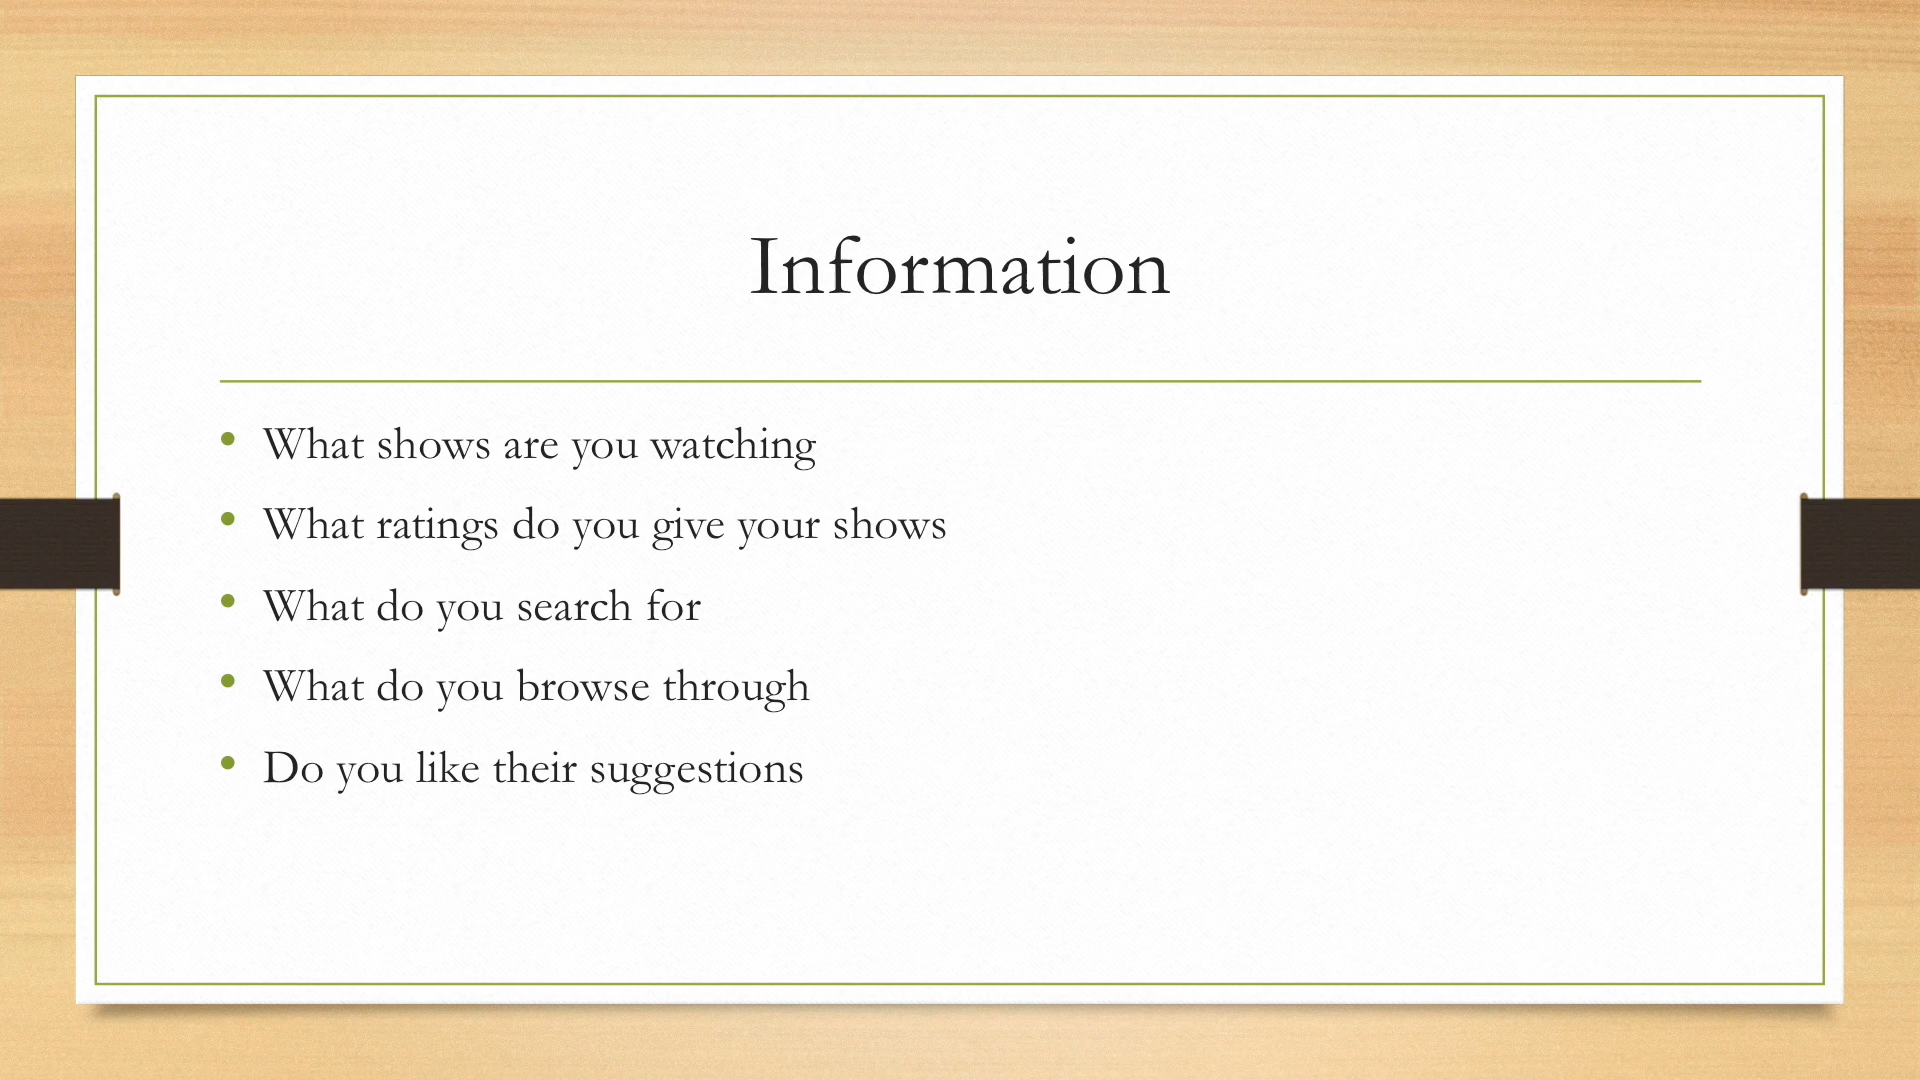 Information
• What shows are you watching
• What ratings do you give your shows
• What do you search for
• What do you browse through
• Do you like their suggestions